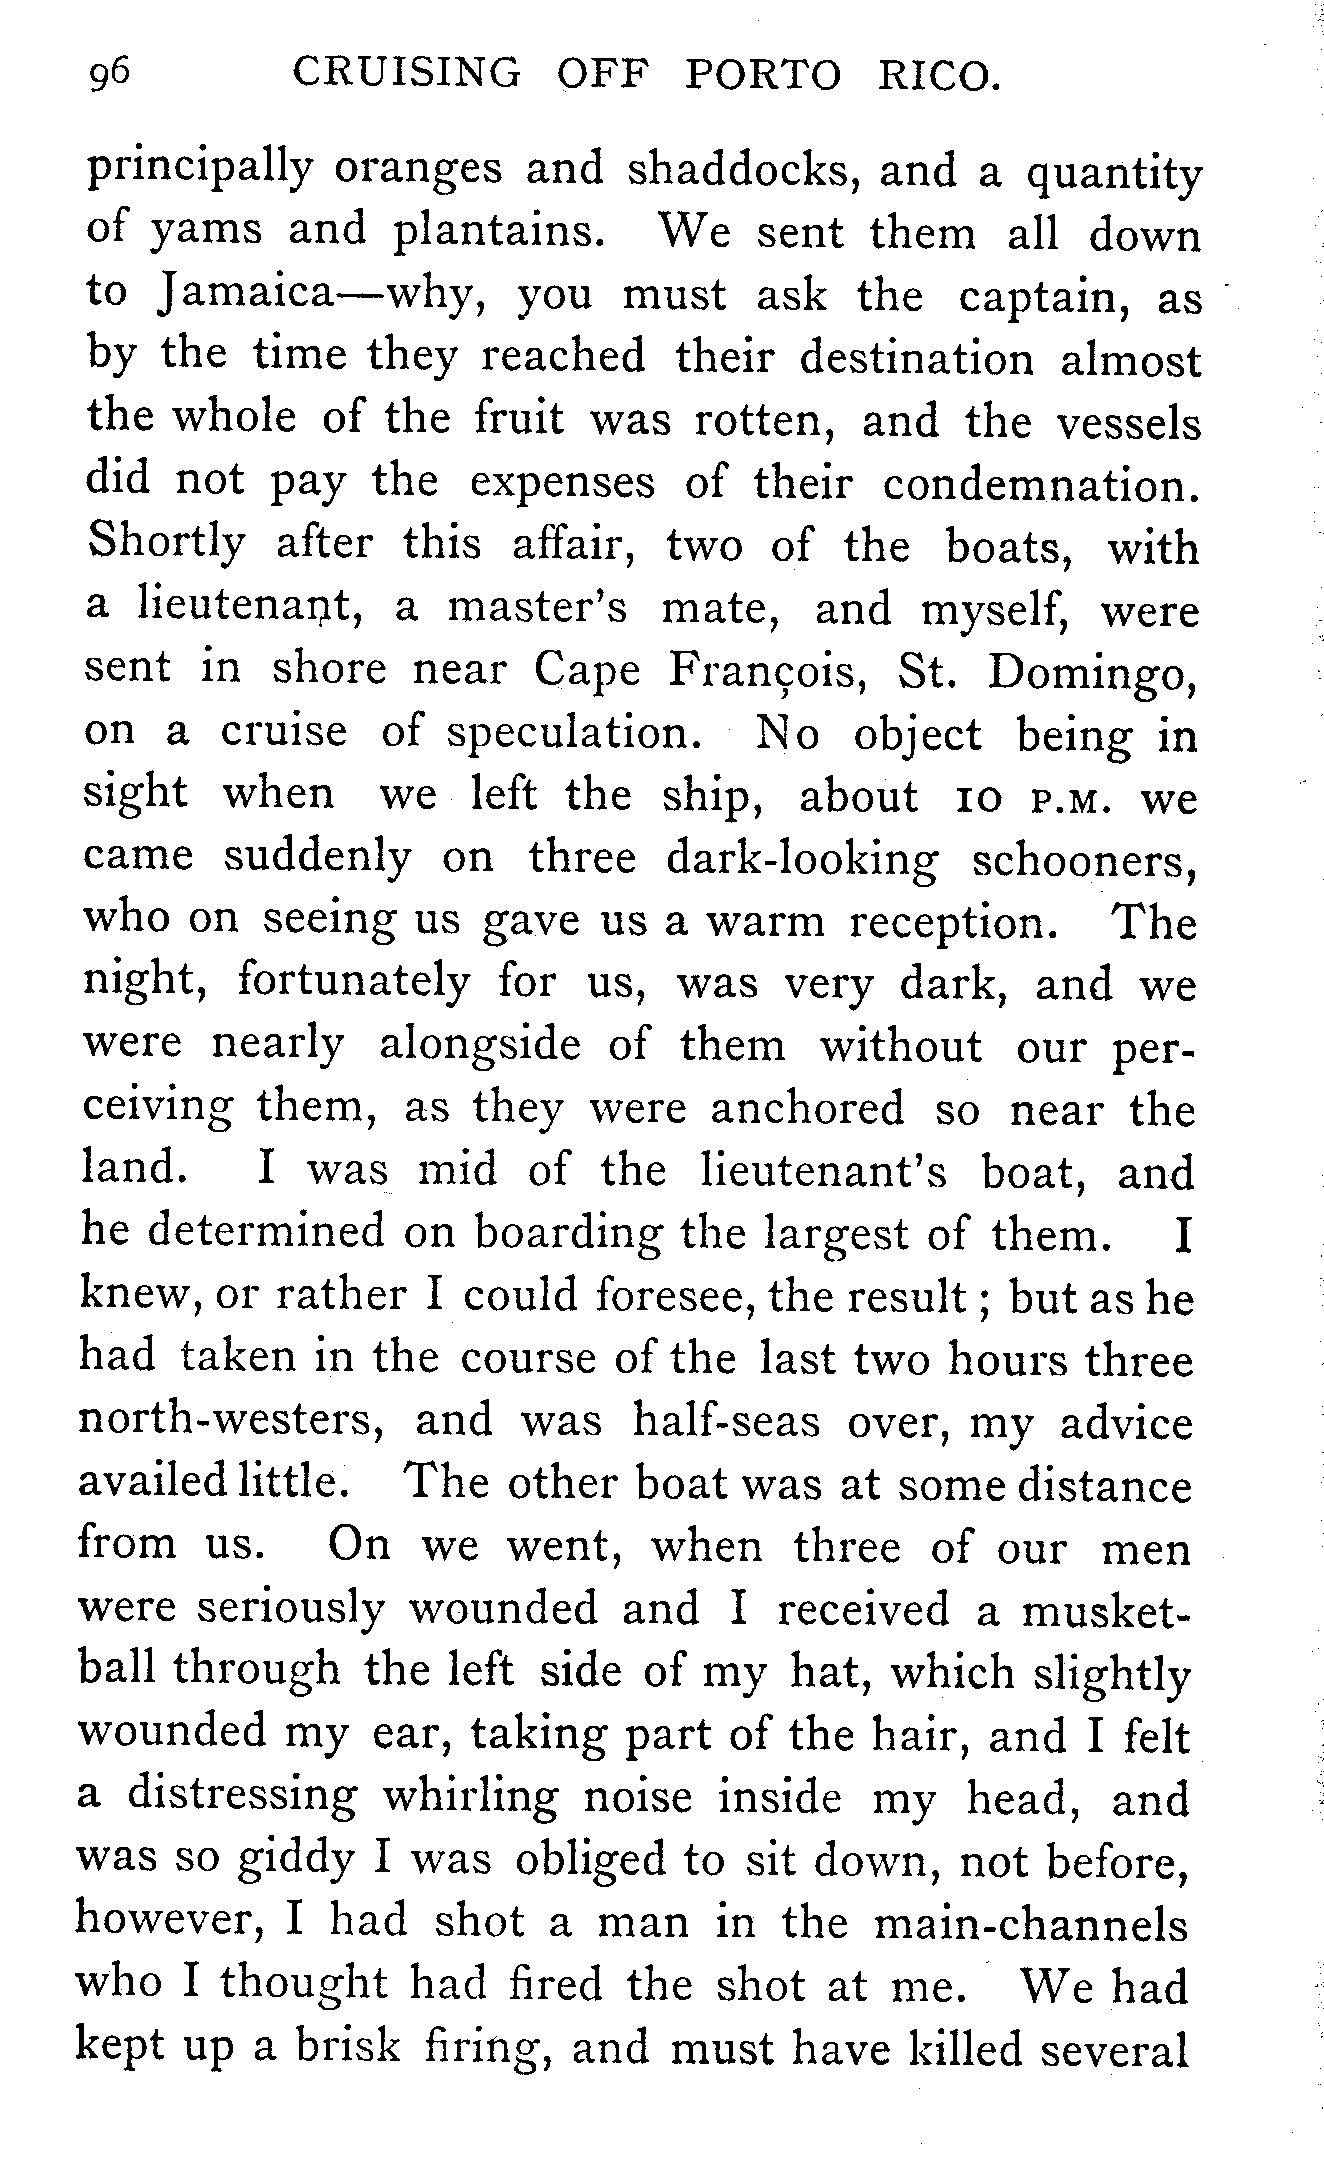 96 CRUISING OFF PORTO RICO.
principally oranges and shaddocks, and a quantity
of yams and plantains. We sent them all down
to Jamaica—why, you must ask the captain, as
by the time they reached their destination almost
the whole of the fruit was rotten, and the vessels
did not pay the expenses of their condemnation.
Shortly after this affair, two of the boats, with
a lieutenant, a master's mate, and myself, were
sent in shore near Cape François, St. Domingo,
on a cruise of speculation. No object being in
sight when we left the ship, about 10 P.M. we
came suddenly on three dark-looking schooners,
who on seeing us gave us a warm reception. The
night, fortunately for us, was very dark, and we
were nearly alongside of them without our per-
ceiving them, as they were anchored so near the
land. I was mid of the lieutenant's boat, and
he determined on boarding the largest of them. I
knew, or rather I could foresee, the result ; but as he
had taken in the course of the last two hours three
north-westers, and was half-seas over, my advice
availed little. The other boat was at some distance
from us. On we went, when three of our men
were seriously wounded and I received a musket-
ball through the left side of my hat, which slightly
wounded my ear, taking part of the hair, and I felt
a distressing whirling noise inside my head, and
was so giddy I was obliged to sit down, not before,
however, I had shot a man in the main-channels
who I thought had fired the shot at me. We had
kept up a brisk firing, and must have killed several